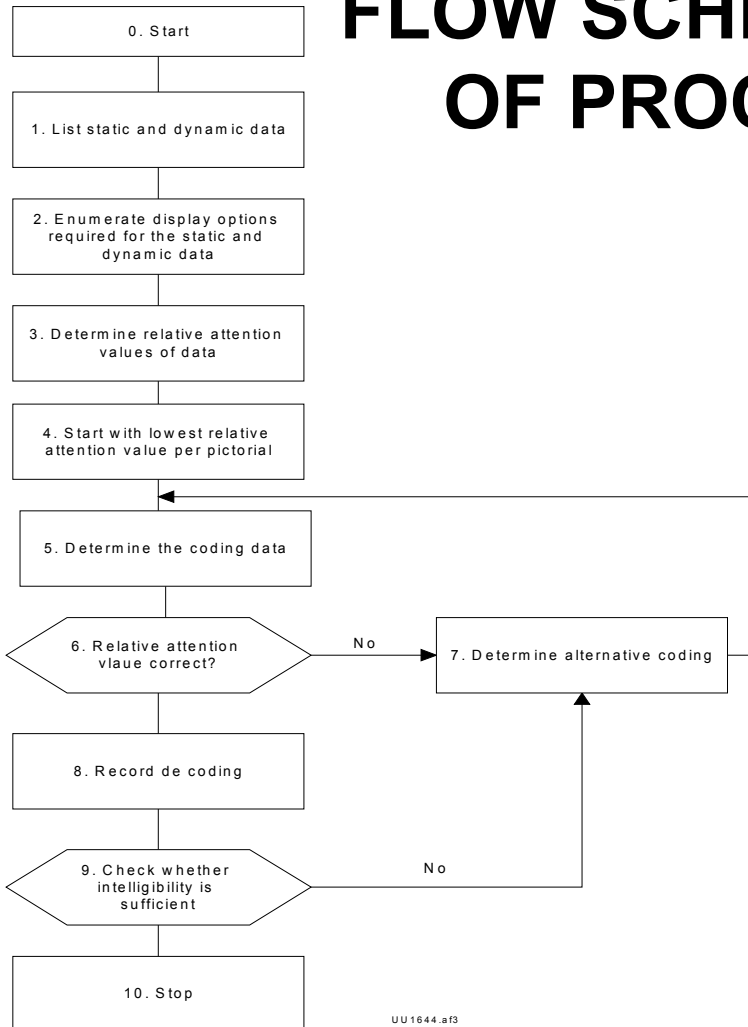 FLOW SCH
OF PRO
0. Start
1. List static and dynamic data
2. Enumerate display options
required for the static and
dynamic data
3. Determine relative attention
values of data
4. Start with lowest relative
attention value per pictorial
5. Determine the coding data
6. Relative attention
vlaue correct?
No
7. Determine alternative coding
8. Record de coding
9. Check whether
intelligibility is
sufficient
No
10. Stop
UU1644.af3